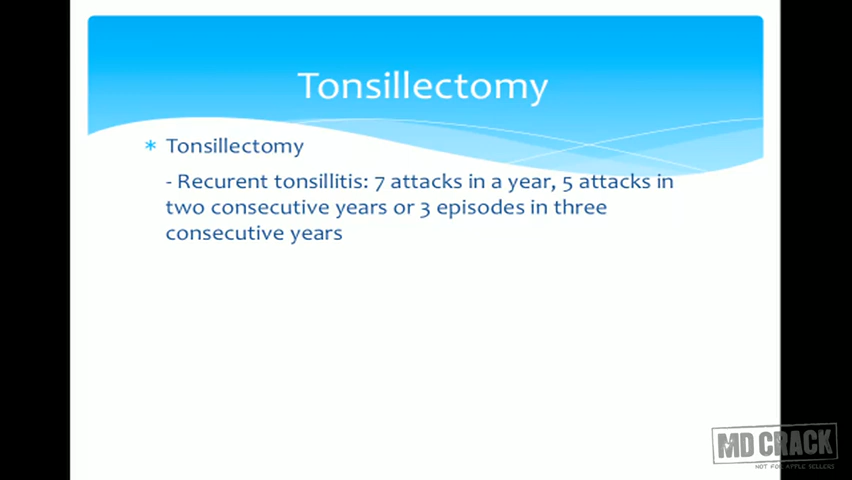 Tonsillectomy
* Tonsillectomy
- Recurent tonsillitis: 7 attacks in a year, 5 attacks in
two consecutive years or 3 episodes in three
consecutive years
MD CRACK
NOT FOR APPLE SELLERS